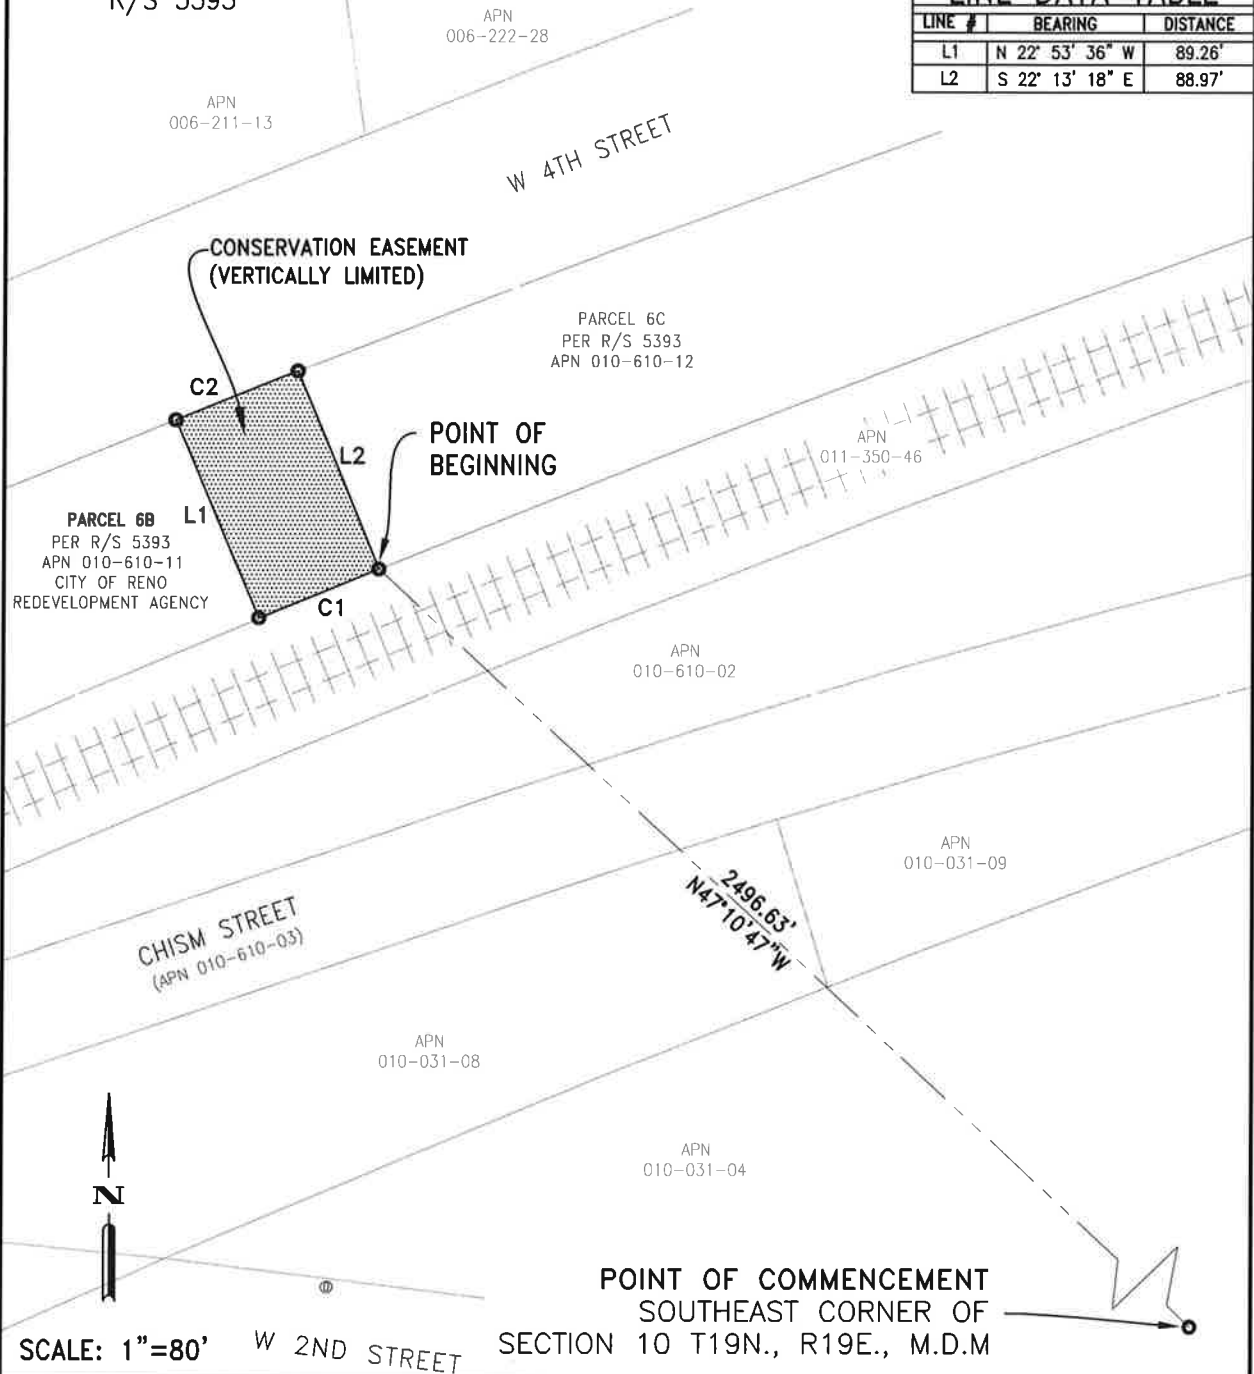 R/S 5393
LINE DATA TABLE
LINE # BEARING DISTANCE
L1 N 22° 53' 36" W 89.26'
L2 S 22° 13' 18" E 88.97'
APN
006-222-28
APN
006-211-13
W 4TH STREET
CONSERVATION EASEMENT
(VERTICALLY LIMITED)
PARCEL 6C
PER R/S 5393
APN 010-610-12
C2
POINT OF
BEGINNING
L2
APN
011-350-46
L1
PARCEL 6B
PER R/S 5393
APN 010-610-11
CITY OF RENO
REDEVELOPMENT AGENCY
C1
APN
010-610-02
APN
010-031-09
2496.63'
N47°10'47"W
CHISM STREET
(APN 010-610-03)
APN
010-031-08
APN
010-031-04
N
POINT OF COMMENCEMENT
SOUTHEAST CORNER OF
SECTION 10 T19N., R19E., M.D.M
SCALE: 1"=80'
W 2ND STREET